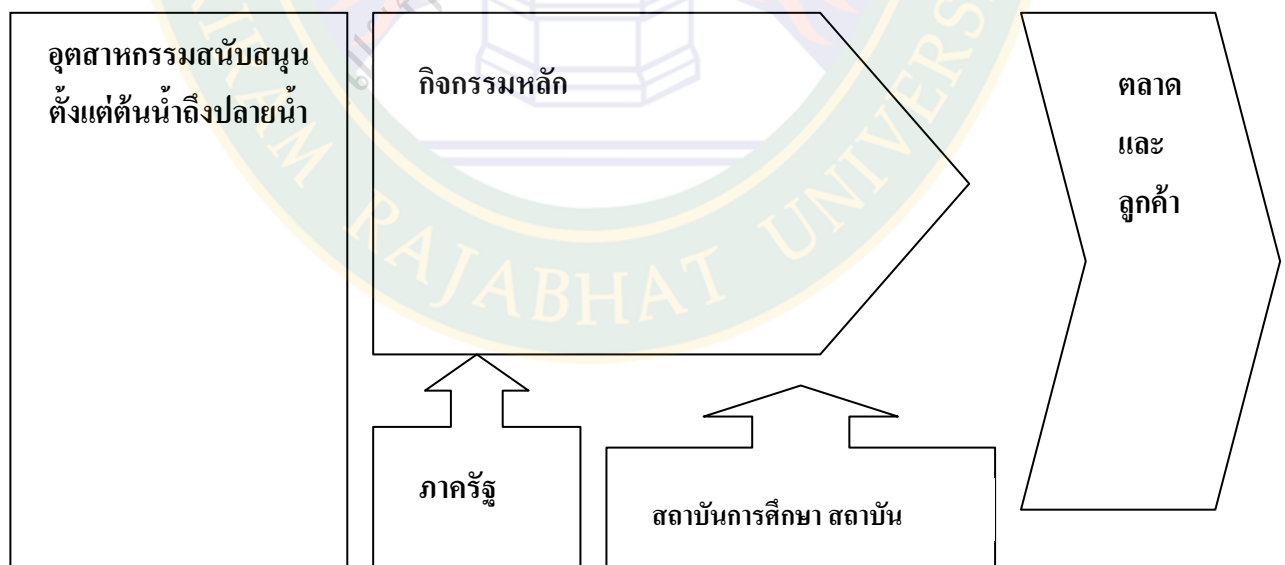 อุตสาหกรรมสนับสนุน
ตั้งแต่ต้นน้ำถึงปลายน้ำ
กิจกรรมหลัก
ตลาด
และ
ลูกค้า
ภาครัฐ
สถาบันการศึกษา สถาบัน
RAJABHAT